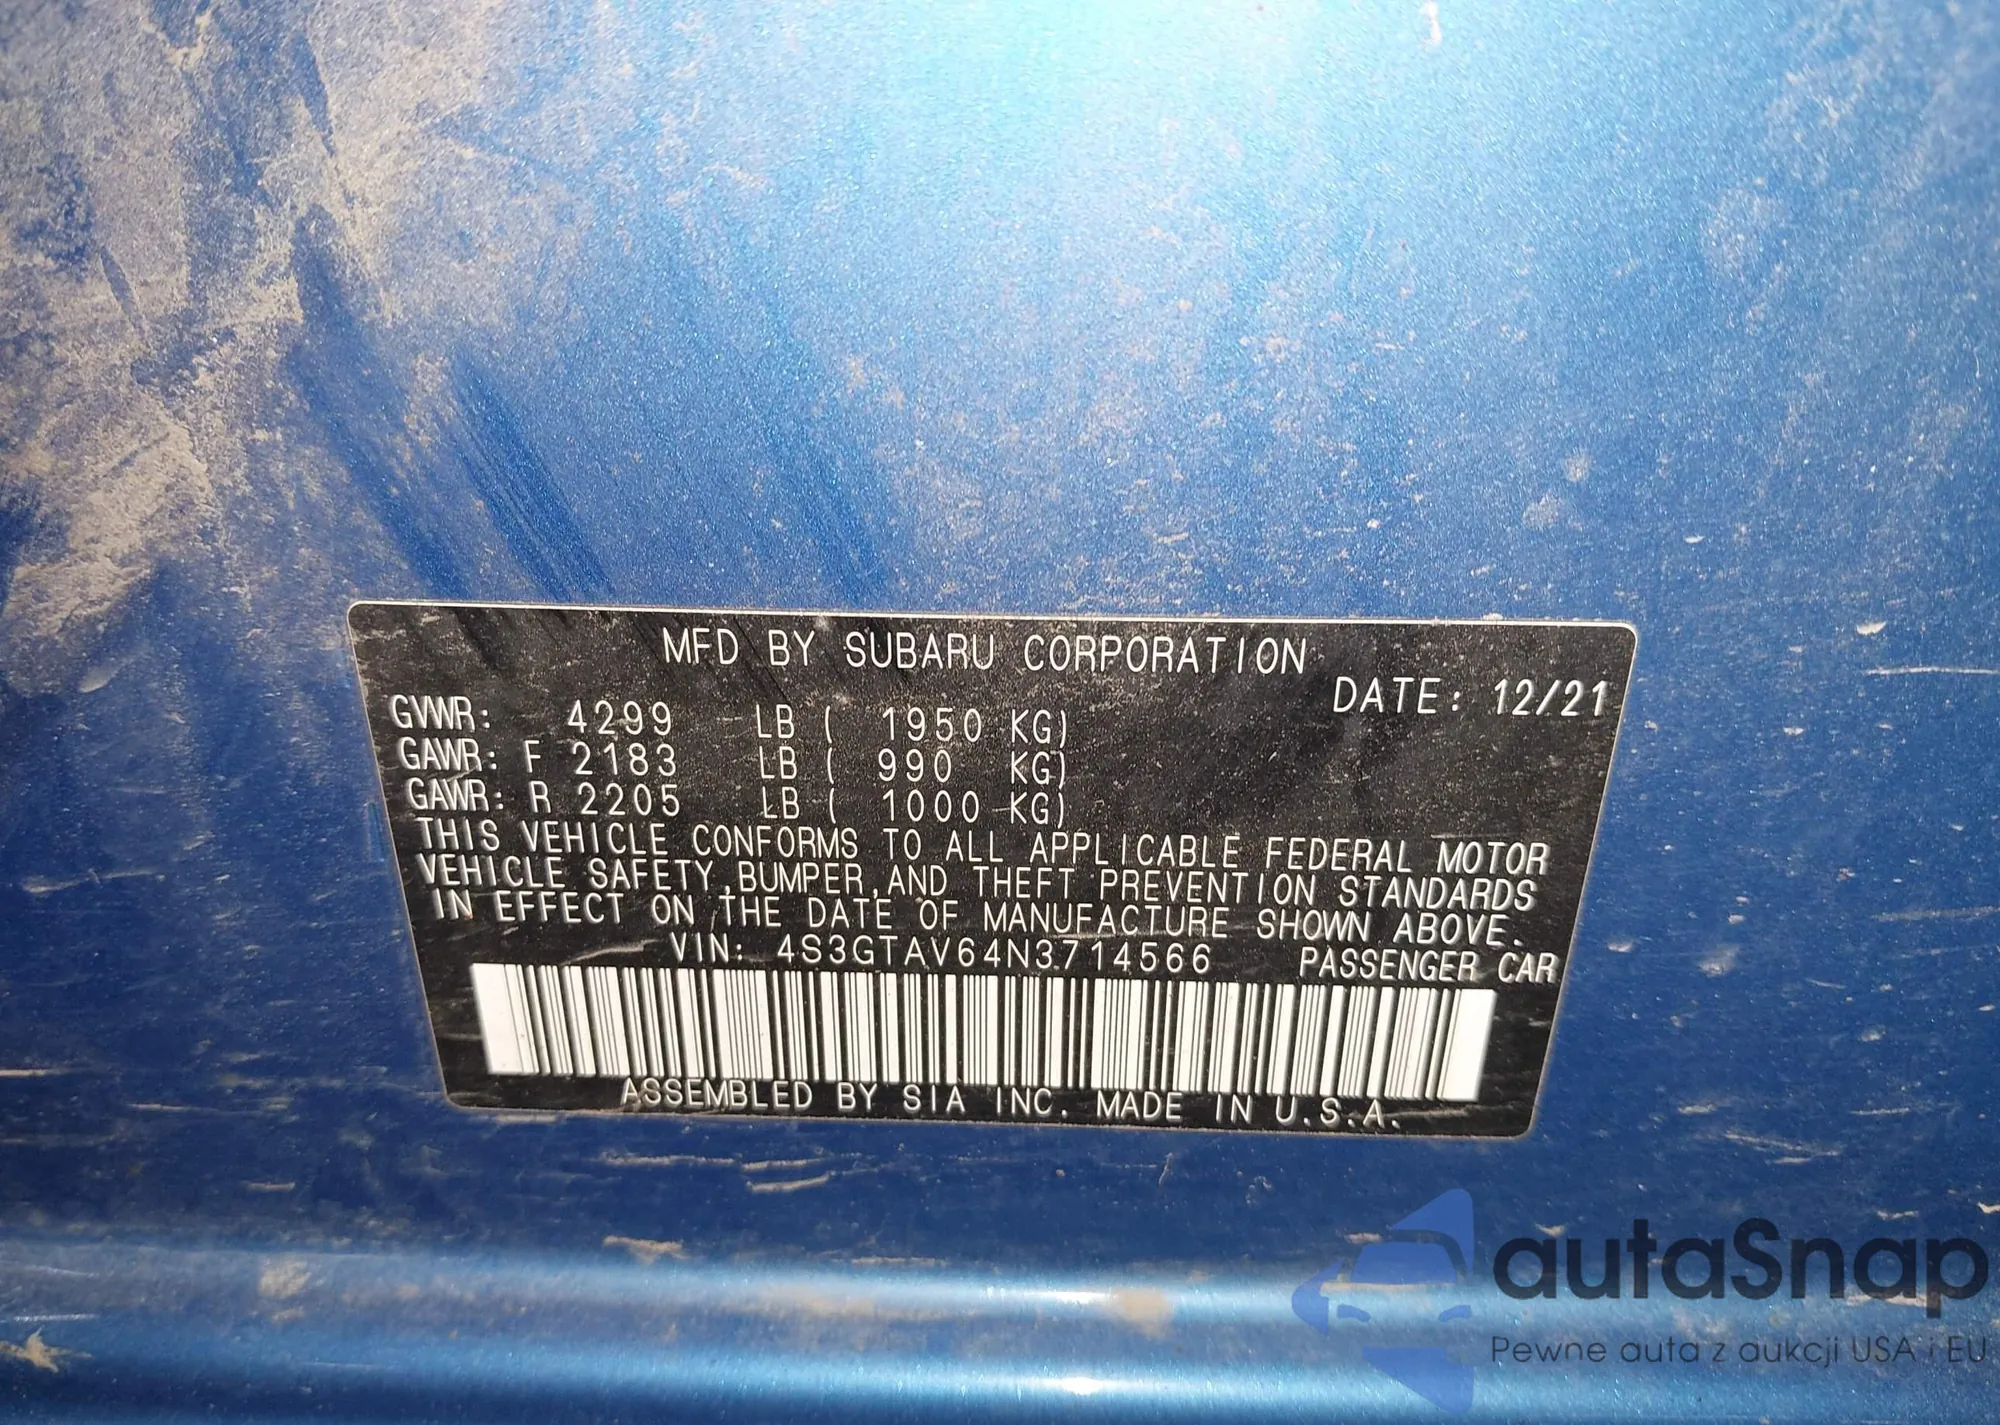 MFD BY SUBARU CORPORATION
DATE: 12/21
GVWR: 4299 LB ( 1950 KG)
GAWR: F 2183 LB ( 990 KG)
GAWR: R 2205 LB ( 1000 KG)
THIS VEHICLE CONFORMS TO ALL APPLICABLE FEDERAL MOTOR
VEHICLE SAFETY, BUMPER, AND THEFT PREVENTION STANDARDS
IN EFFECT ON THE DATE OF MANUFACTURE SHOWN ABOVE.
VIN: 4S3GTAV64N3714566 PASSENGER CAR
ASSEMBLED BY SIA INC. MADE IN U.S.A.
autaSnap
Pewne auta z aukcji USA i EU